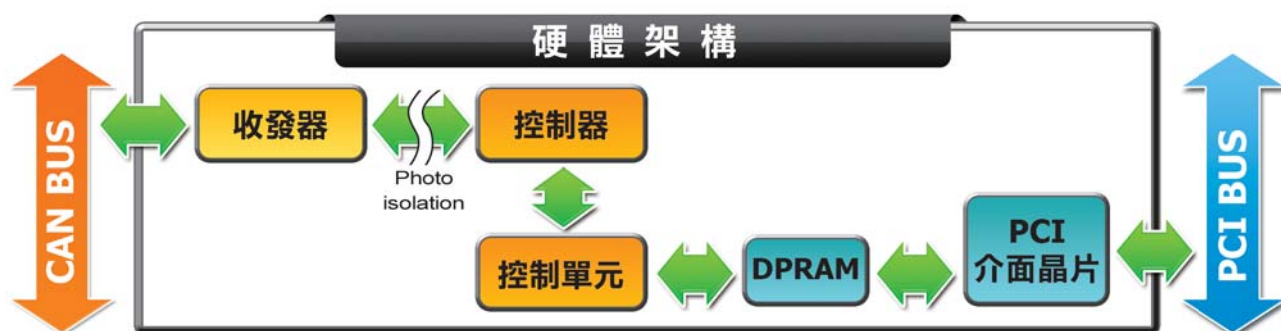 硬體架構
CAN BUS
收發器
Photo
isolation
控制器
控制單元
DPRAM
PCI
介面晶片
PCI BUS